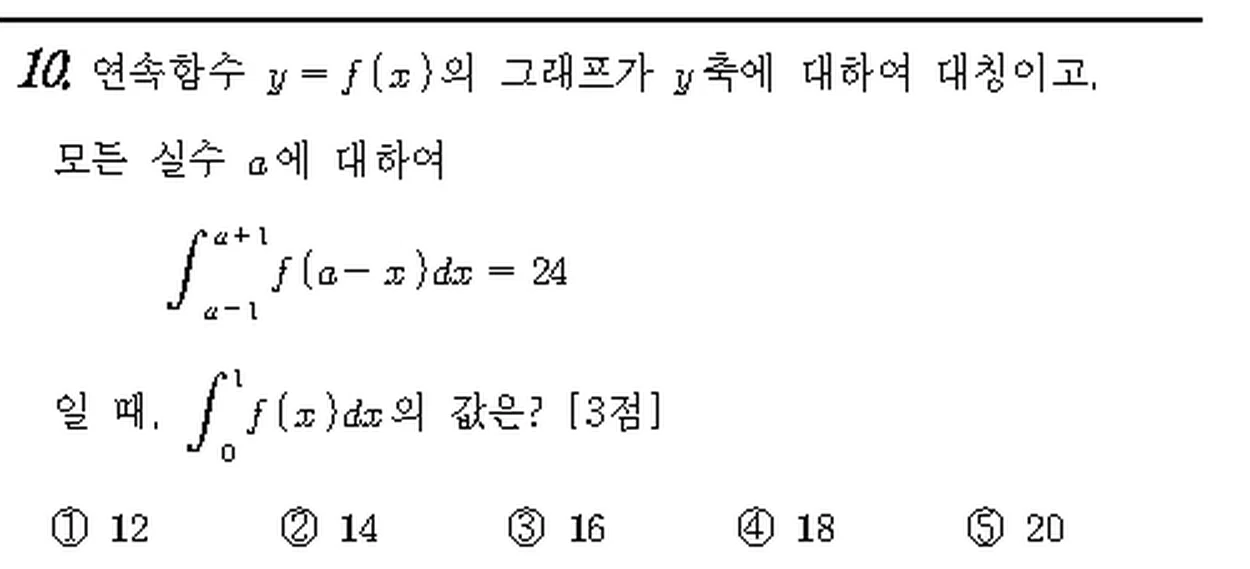 10. 연속함수 y = f(x)의 그래프가 y축에 대하여 대칭이고,
모든 실수 a에 대하여
∫_{a-1}^{a+1} f(a-x)dx = 24
일 때, ∫_0^1 f(x)dx의 값은? [3점]
① 12 ② 14 ③ 16 ④ 18 ⑤ 20